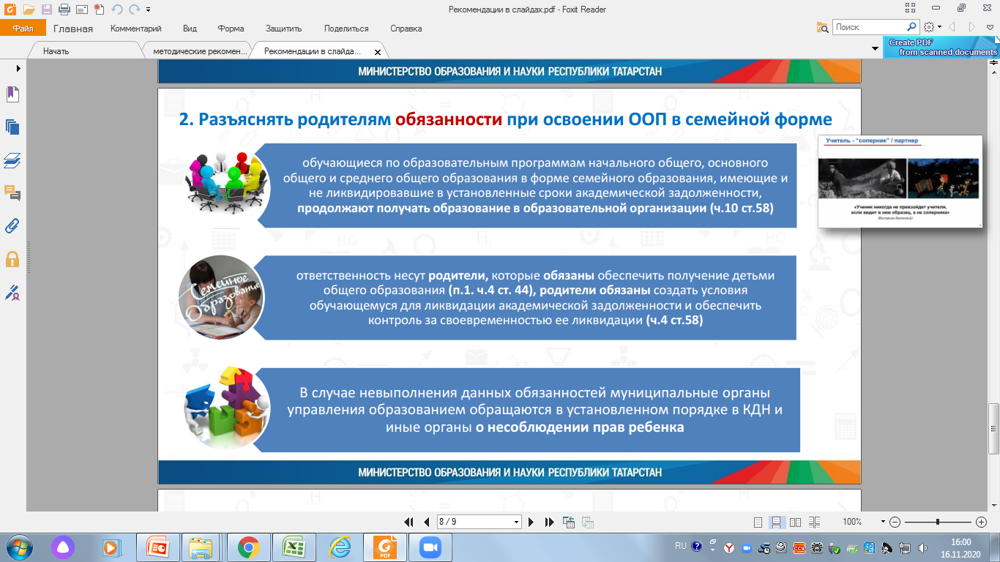 Рекомендации в слайдах.pdf - Foxit Reader
Файл Главная Комментарий Вид Форма Защитить Поделиться Справка Поиск
Начать методические рекомен... Рекомендации в слайда... Create PDF
from scanned documents
МИНИСТЕРСТВО ОБРАЗОВАНИЯ И НАУКИ РЕСПУБЛИКИ ТАТАРСТАН
2. Разъяснять родителям обязанности при освоении ООП в семейной форме
обучающиеся по образовательным программам начального общего, основного
общего и среднего общего образования в форме семейного образования, имеющие и
не ликвидировавшие в установленные сроки академической задолженности,
продолжают получать образование в образовательной организации (ч.10 ст.58)
Учитель - “соперник” / партнер
«Ученик никогда не превзойдет учителя,
если видит в нем образец, а не соперника»
Семейное
Образование
ответственность несут родители, которые обязаны обеспечить получение детьми
общего образования (п.1. ч.4 ст. 44), родители обязаны создать условия
обучающемуся для ликвидации академической задолженности и обеспечить
контроль за своевременностью ее ликвидации (ч.4 ст.58)
В случае невыполнения данных обязанностей муниципальные органы
управления образованием обращаются в установленном порядке в КДН и
иные органы о несоблюдении прав ребенка
МИНИСТЕРСТВО ОБРАЗОВАНИЯ И НАУКИ РЕСПУБЛИКИ ТАТАРСТАН
8 / 9 100%
PDF RU 16:00
16.11.2020